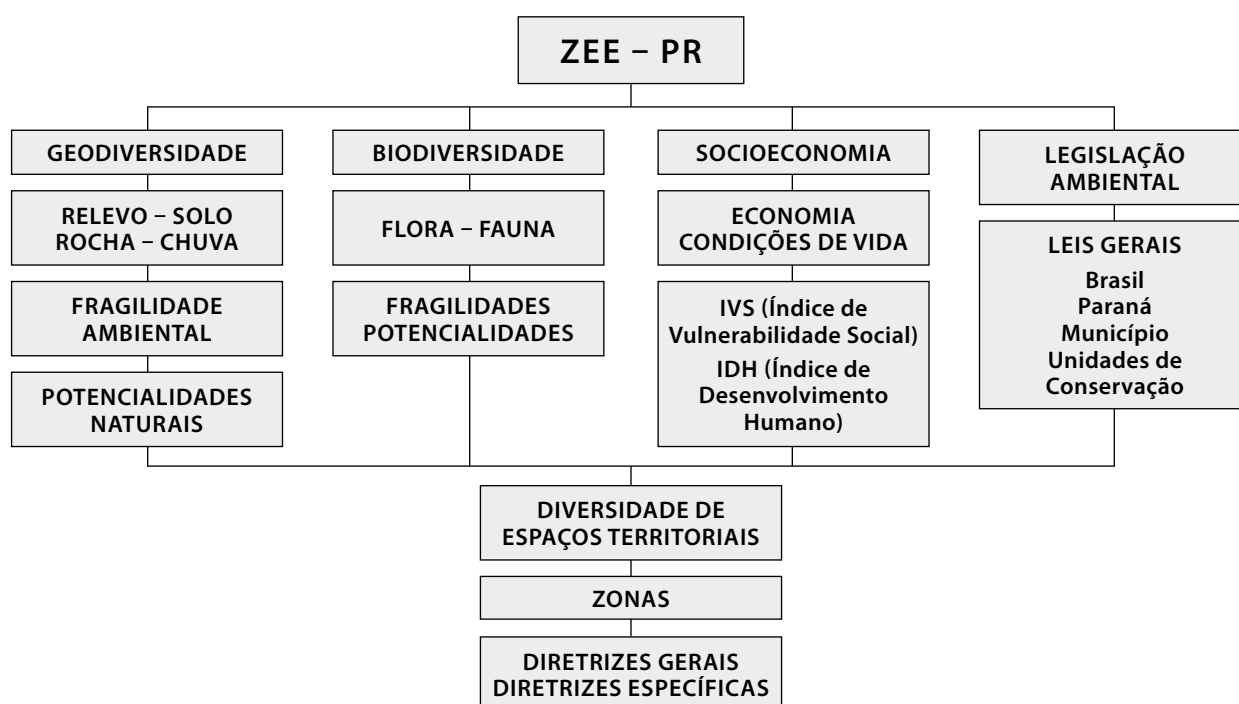 ZEE – PR
GEODIVERSIDADE
RELEVO – SOLO
ROCHA – CHUVA
FRAGILIDADE
AMBIENTAL
POTENCIALIDADES
NATURAIS
BIODIVERSIDADE
FLORA – FAUNA
FRAGILIDADES
POTENCIALIDADES
SOCIOECONOMIA
ECONOMIA
CONDIÇÕES DE VIDA
IVS (Índice de
Vulnerabilidade Social)
IDH (Índice de
Desenvolvimento
Humano)
LEGISLAÇÃO
AMBIENTAL
LEIS GERAIS
Brasil
Paraná
Município
Unidades de
Conservação
DIVERSIDADE DE
ESPAÇOS TERRITORIAIS
ZONAS
DIRETRIZES GERAIS
DIRETRIZES ESPECÍFICAS